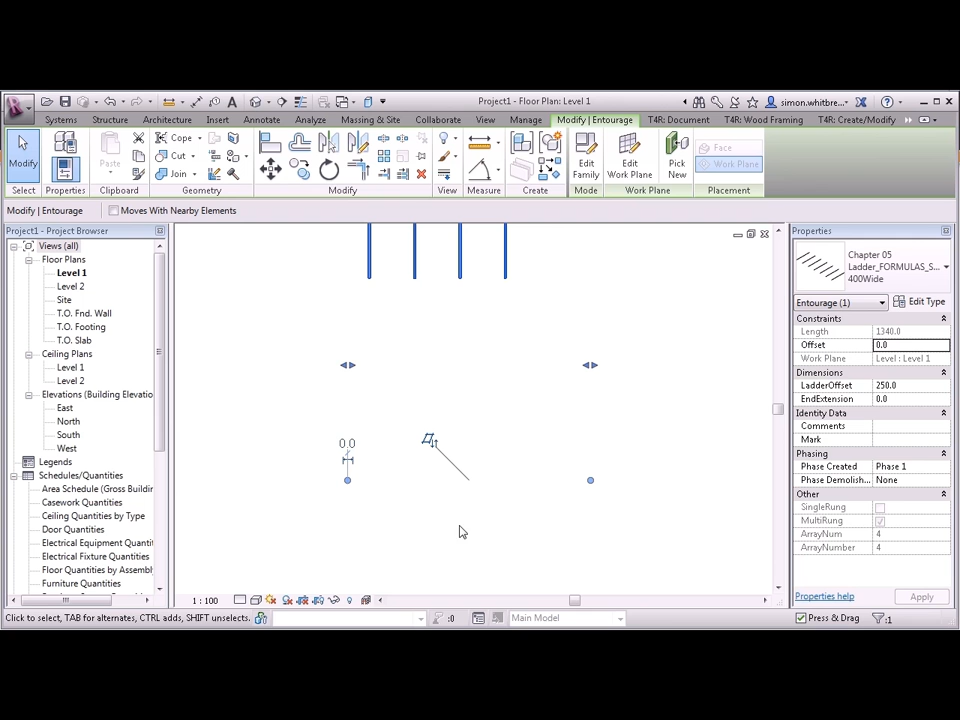 Project1 - Floor Plan: Level 1
simon.whitbre...
Systems Structure Architecture Insert Annotate Analyze Massing & Site Collaborate View Manage Modify | Entourage T4R: Document T4R: Wood Framing T4R: Create/Modify
Modify
Paste
Cope
Cut
Join
Edit Family
Edit Work Plane
Pick New
Face
Work Plane
Select Properties Clipboard Geometry Modify View Measure Create Mode Work Plane Placement
Modify | Entourage Moves With Nearby Elements
Project1 - Project Browser
Views (all)
Floor Plans
Level 1
Level 2
Site
T.O. Fnd. Wall
T.O. Footing
T.O. Slab
Ceiling Plans
Level 1
Level 2
Elevations (Building Elevatio
East
North
South
West
Legends
Schedules/Quantities
Area Schedule (Gross Buildin
Casework Quantities
Ceiling Quantities by Type
Door Quantities
Electrical Equipment Quantit
Electrical Fixture Quantities
Floor Quantities by Assembly
Furniture Quantities
0.0
1 : 100
Properties
Chapter 05
Ladder_FORMULAS_S...
400Wide
Entourage (1) Edit Type
Constraints
Length 1340.0
Offset 0.0
Work Plane Level : Level 1
Dimensions
LadderOffset 250.0
EndExtension 0.0
Identity Data
Comments
Mark
Phasing
Phase Created Phase 1
Phase Demolish... None
Other
SingleRung
MultiRung
ArrayNum 4
ArrayNumber 4
Properties help Apply
Click to select, TAB for alternates, CTRL adds, SHIFT unselects. :0 Main Model Press & Drag :1